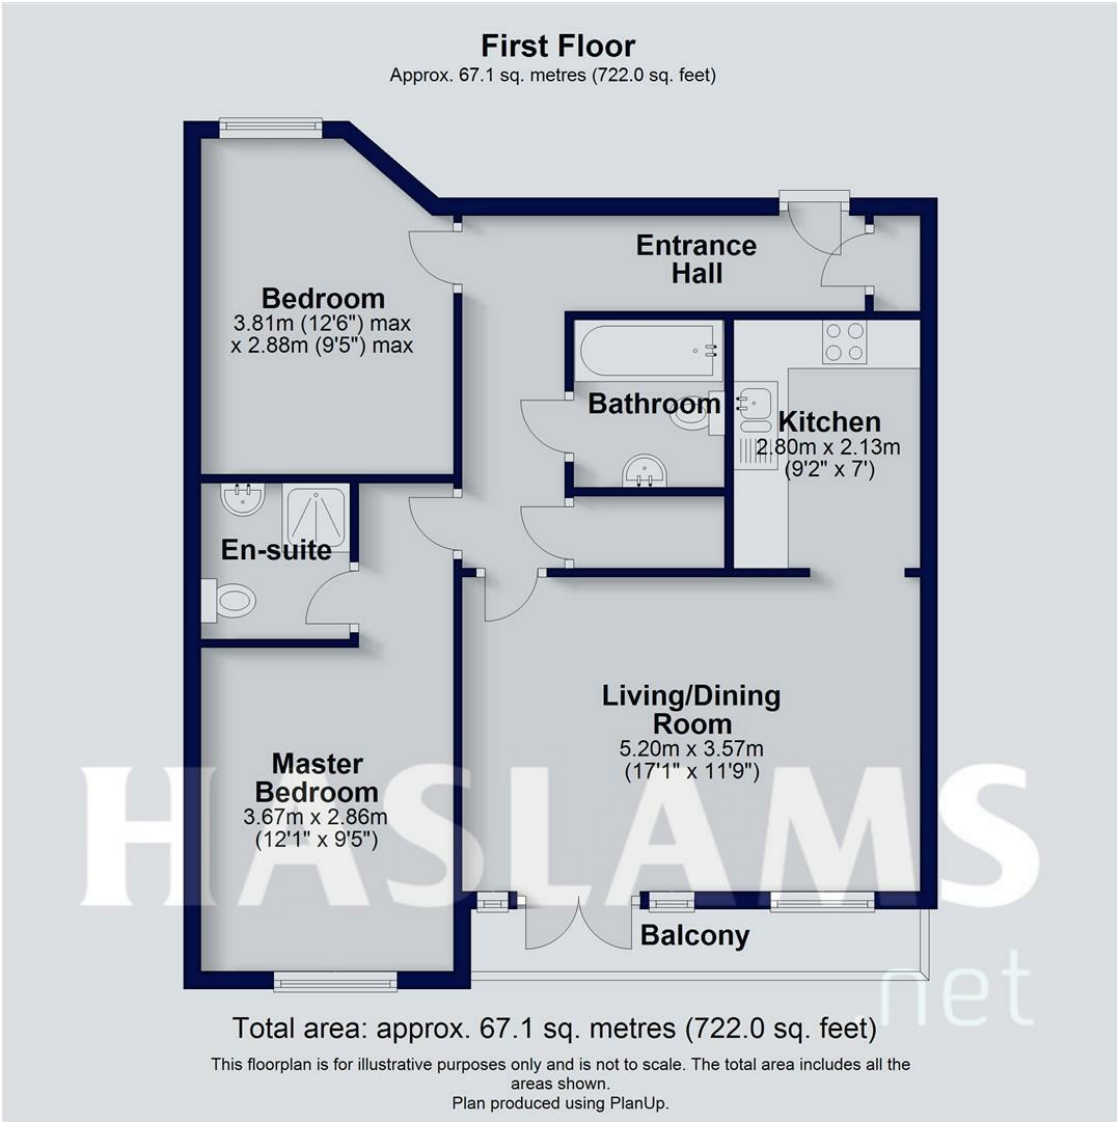 First Floor
Approx. 67.1 sq. metres (722.0 sq. feet)
Entrance
Hall
Bedroom
3.81m (12'6") max
x 2.88m (9'5") max
Bathroom
Kitchen
2.80m x 2.13m
(9'2" x 7')
En-suite
Living/Dining
Room
5.20m x 3.57m
(17'1" x 11'9")
Master
Bedroom
3.67m x 2.86m
(12'1" x 9'5")
HASLAMS
.net
Balcony
Total area: approx. 67.1 sq. metres (722.0 sq. feet)
This floorplan is for illustrative purposes only and is not to scale. The total area includes all the
areas shown.
Plan produced using PlanUp.